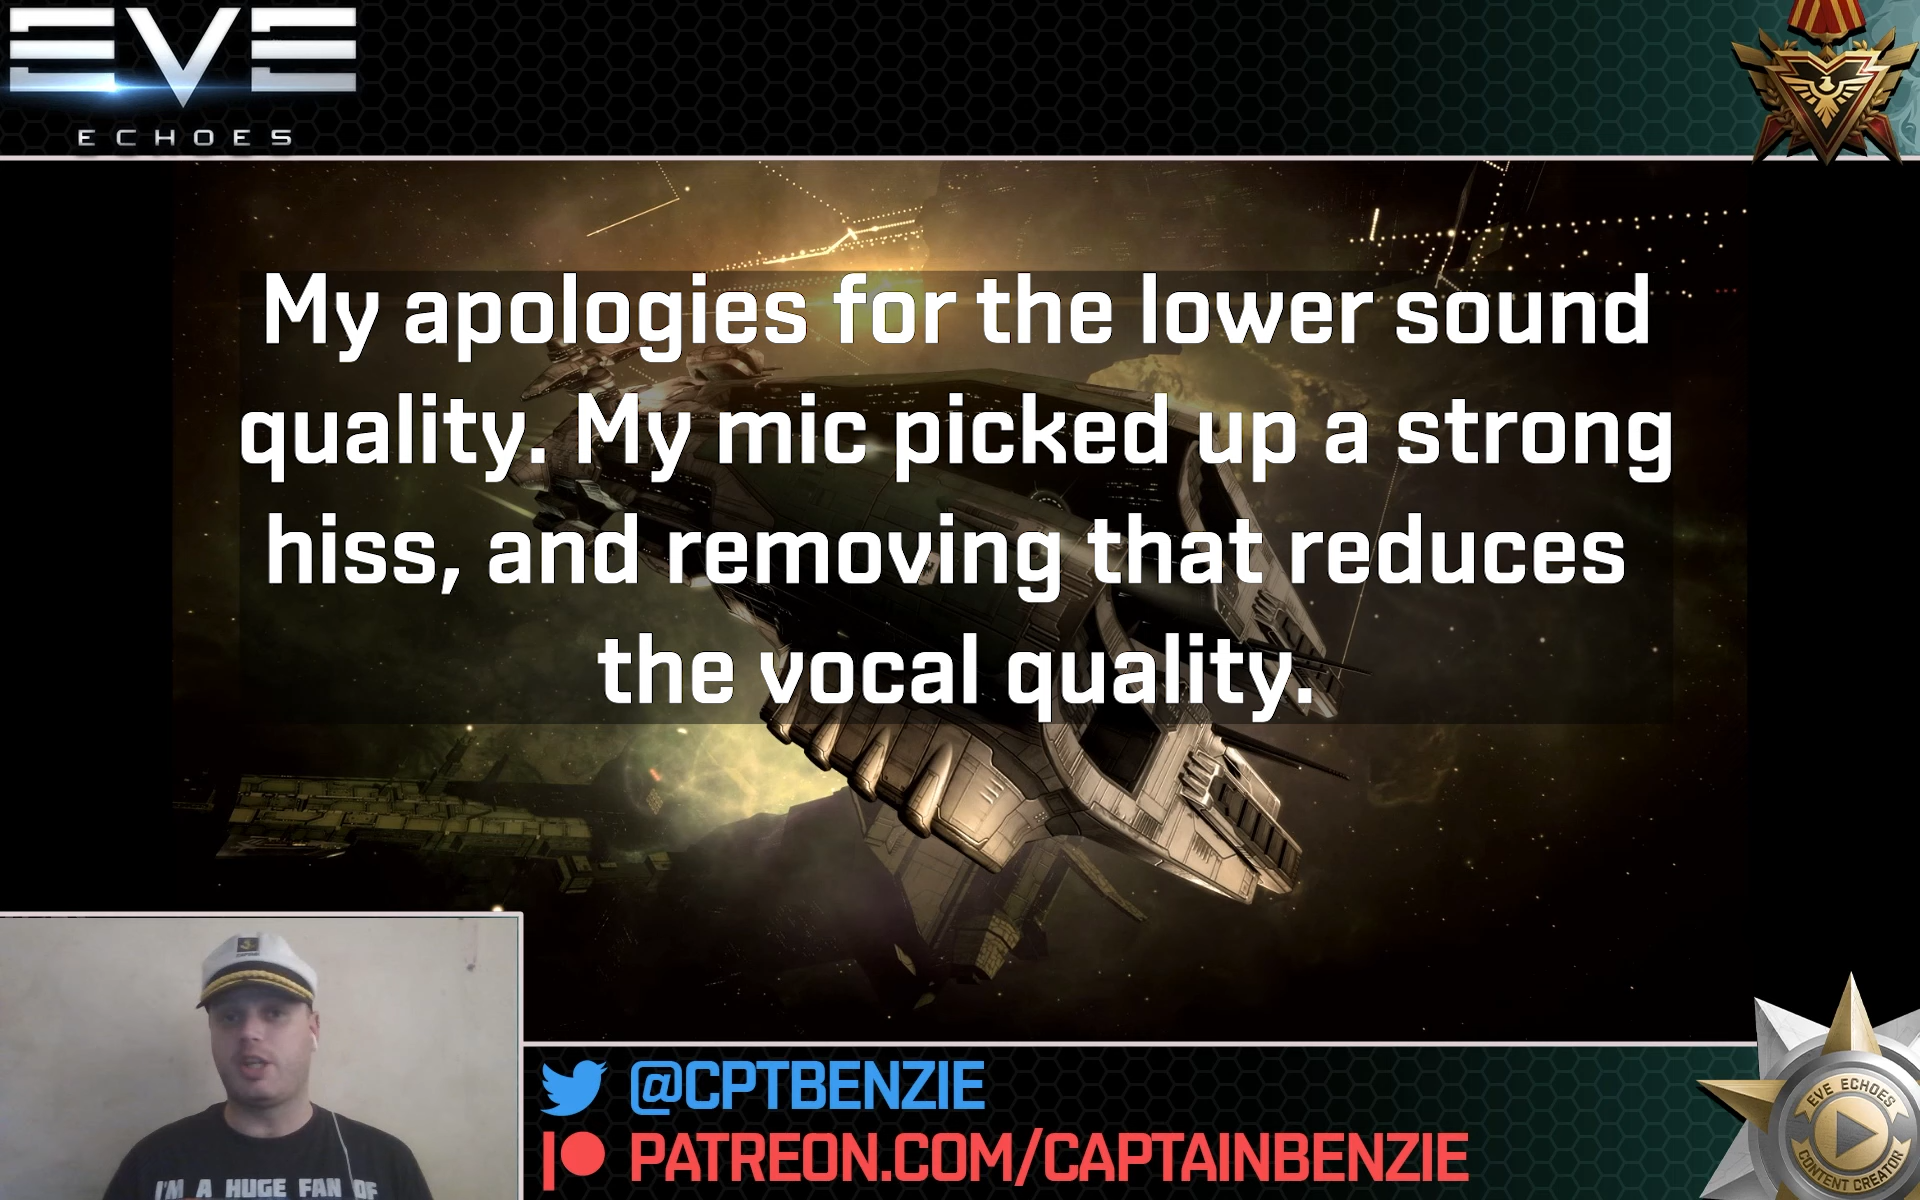 EVE
ECHOES
My apologies for the lower sound
quality. My mic picked up a strong
hiss, and removing that reduces
the vocal quality.
I'M A HUGE FAN OF
@CPTBENZIE
PATREON.COM/CAPTAINBENZIE
EVE ECHOES
CONTENT CREATOR